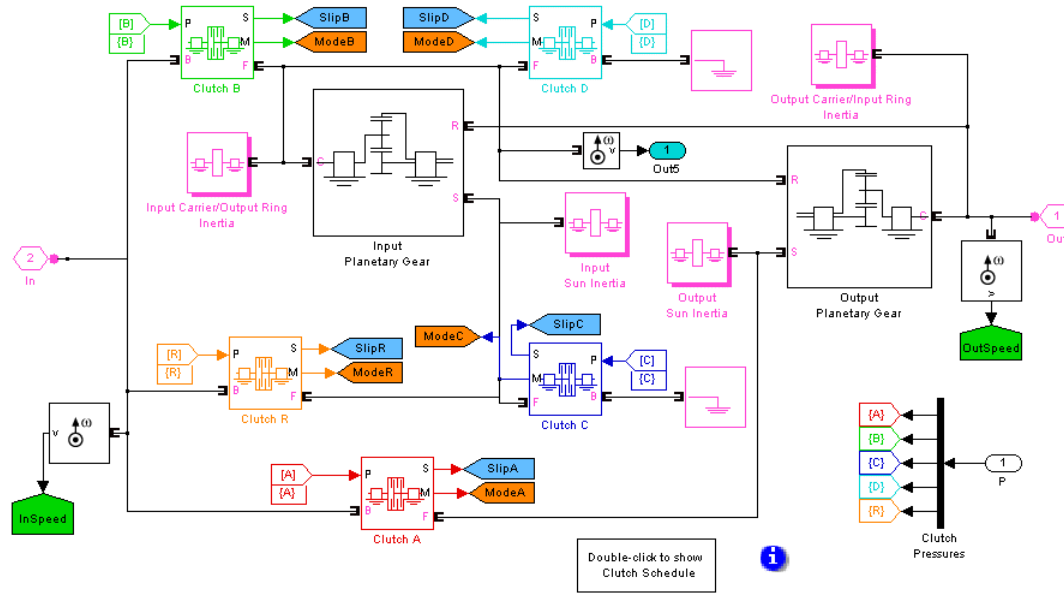 [B]
{B}
P
S
M
B
F
Clutch B
SlipB
ModeB
SlipD
ModeD
S
P
M
F
B
Clutch D
[D]
{D}
Output Carrier/Input Ring
Inertia
Input Carrier/Output Ring
Inertia
C
R
S
Input
Planetary Gear
ω
v
1
Out5
R
S
C
Output
Planetary Gear
1
Out
2
In
Input
Sun Inertia
Output
Sun Inertia
ω
v
OutSpeed
[R]
{R}
P
S
M
B
F
Clutch R
SlipR
ModeR
ModeC
SlipC
S
P
M
F
B
Clutch C
[C]
{C}
ω
v
InSpeed
[A]
{A}
P
S
M
B
F
Clutch A
SlipA
ModeA
{A}
{B}
{C}
{D}
{R}
1
P
Clutch
Pressures
Double-click to show
Clutch Schedule
i